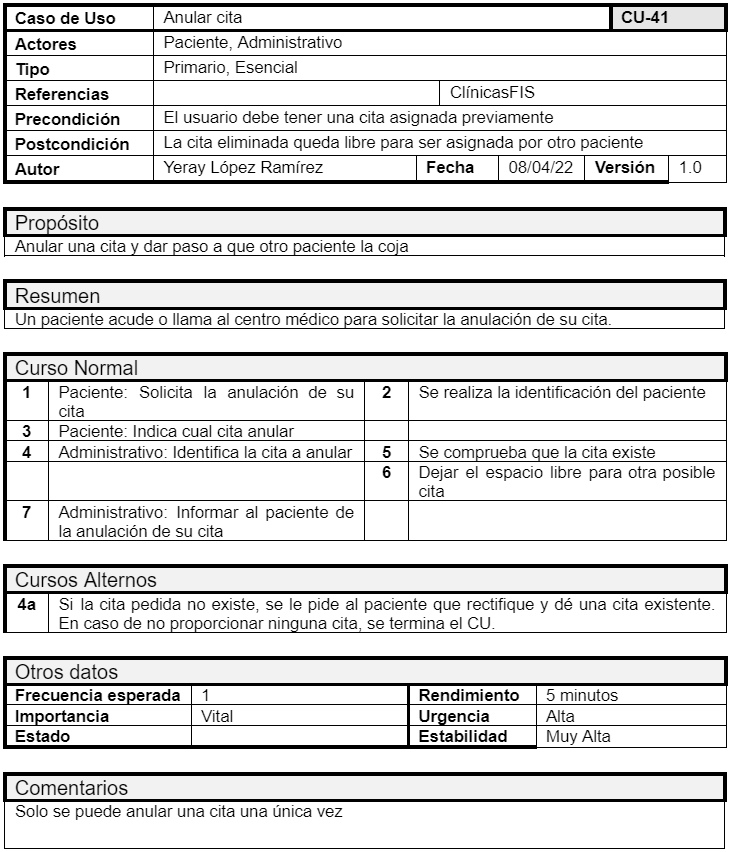 Caso de Uso Anular cita CU-41
Actores Paciente, Administrativo
Tipo Primario, Esencial
Referencias ClínicasFIS
Precondición El usuario debe tener una cita asignada previamente
Postcondición La cita eliminada queda libre para ser asignada por otro paciente
Autor Yeray López Ramírez Fecha 08/04/22 Versión 1.0
Propósito
Anular una cita y dar paso a que otro paciente la coja
Resumen
Un paciente acude o llama al centro médico para solicitar la anulación de su cita.
Curso Normal
1 Paciente: Solicita la anulación de su
cita
2 Se realiza la identificación del paciente
3 Paciente: Indica cual cita anular
4 Administrativo: Identifica la cita a anular
5 Se comprueba que la cita existe
6 Dejar el espacio libre para otra posible
cita
7 Administrativo: Informar al paciente de
la anulación de su cita
Cursos Alternos
4a Si la cita pedida no existe, se le pide al paciente que rectifique y dé una cita existente.
En caso de no proporcionar ninguna cita, se termina el CU.
Otros datos
Frecuencia esperada 1 Rendimiento 5 minutos
Importancia Vital Urgencia Alta
Estado Estabilidad Muy Alta
Comentarios
Solo se puede anular una cita una única vez